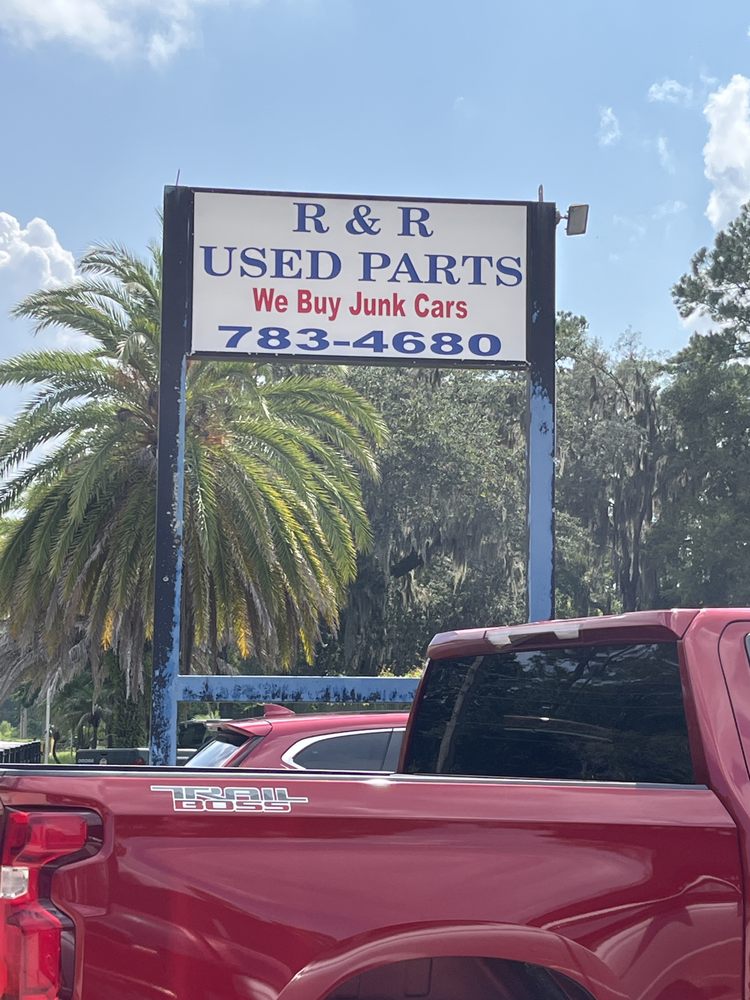 R & R
USED PARTS
We Buy Junk Cars
783-4680
TRAIL
BOSS